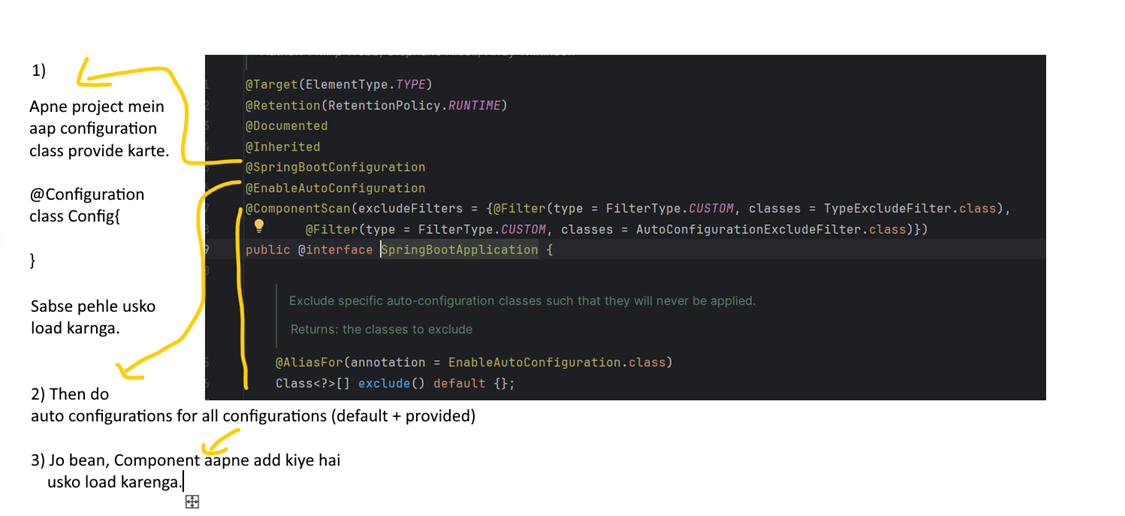 1)
Apne project mein
aap configuration
class provide karte.
@Configuration
class Config{
}
Sabse pehle usko
load karnga.
2) Then do
auto configurations for all configurations (default + provided)
3) Jo bean, Component aapne add kiye hai
usko load karenga.
@Target(ElementType.TYPE)
@Retention(RetentionPolicy.RUNTIME)
@Documented
@Inherited
@SpringBootConfiguration
@EnableAutoConfiguration
@ComponentScan(excludeFilters = {@Filter(type = FilterType.CUSTOM, classes = TypeExcludeFilter.class),
@Filter(type = FilterType.CUSTOM, classes = AutoConfigurationExcludeFilter.class)})
public @interface SpringBootApplication {
Exclude specific auto-configuration classes such that they will never be applied.
Returns: the classes to exclude
@AliasFor(annotation = EnableAutoConfiguration.class)
Class<?>[] exclude() default {};